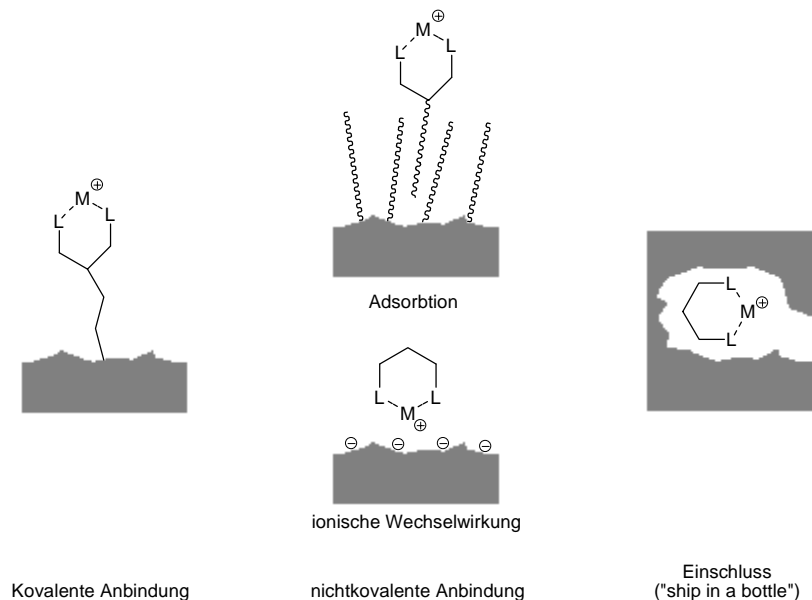 M ⊕
L L
M ⊕
L L
Adsorbtion
L
M ⊕
L
L L
M
⊕
⊖ ⊖ ⊖ ⊖
ionische Wechselwirkung
Kovalente Anbindung
nichtkovalente Anbindung
Einschluss
("ship in a bottle")